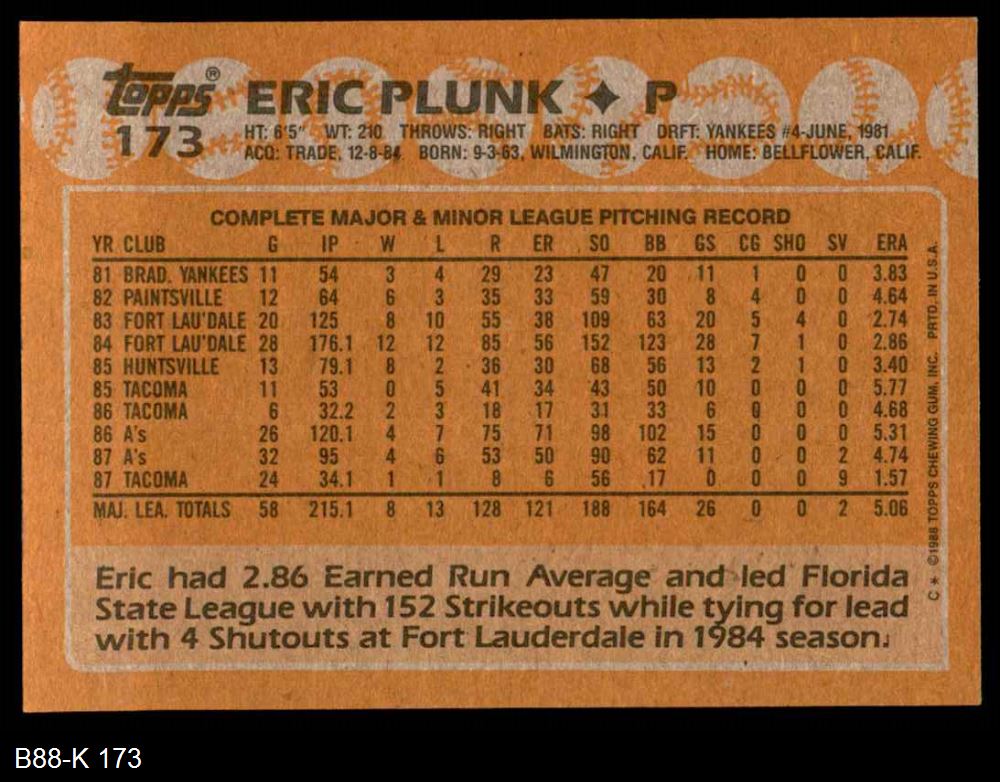 Topps® ERIC PLUNK ✦ P
173 HT: 6'5" WT: 210 THROWS: RIGHT BATS: RIGHT DRFT: YANKEES #4-JUNE, 1981
ACQ: TRADE, 12-8-84 BORN: 9-3-63, WILMINGTON, CALIF. HOME: BELLFLOWER, CALIF.
COMPLETE MAJOR & MINOR LEAGUE PITCHING RECORD
YR CLUB G IP W L R ER SO BB GS CG SHO SV ERA
81 BRAD. YANKEES 11 54 3 4 29 23 47 20 11 1 0 0 3.83
82 PAINTSVILLE 12 64 6 3 35 33 59 30 8 4 0 0 4.64
83 FORT LAU'DALE 20 125 8 10 55 38 109 63 20 5 4 0 2.74
84 FORT LAU'DALE 28 176.1 12 12 85 56 152 123 28 7 1 0 2.86
85 HUNTSVILLE 13 79.1 8 2 36 30 68 56 13 2 1 0 3.40
85 TACOMA 11 53 0 5 41 34 43 50 10 0 0 0 5.77
86 TACOMA 6 32.2 2 3 18 17 31 33 6 0 0 0 4.68
86 A's 26 120.1 4 7 75 71 98 102 15 0 0 0 5.31
87 A's 32 95 4 6 53 50 90 62 11 0 0 2 4.74
87 TACOMA 24 34.1 1 1 8 6 56 17 0 0 0 9 1.57
MAJ. LEA. TOTALS 58 215.1 8 13 128 121 188 164 26 0 0 2 5.06
Eric had 2.86 Earned Run Average and led Florida
State League with 152 Strikeouts while tying for lead
with 4 Shutouts at Fort Lauderdale in 1984 season.
C * ©1988 TOPPS CHEWING GUM, INC. PRTD. IN U.S.A.
B88-K 173